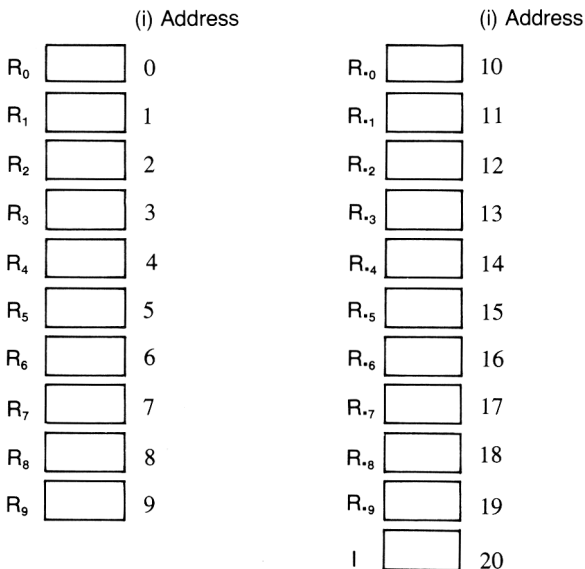 (i) Address
R₀ 0
R₁ 1
R₂ 2
R₃ 3
R₄ 4
R₅ 5
R₆ 6
R₇ 7
R₈ 8
R₉ 9
(i) Address
R.₀ 10
R.₁ 11
R.₂ 12
R.₃ 13
R.₄ 14
R.₅ 15
R.₆ 16
R.₇ 17
R.₈ 18
R.₉ 19
I 20